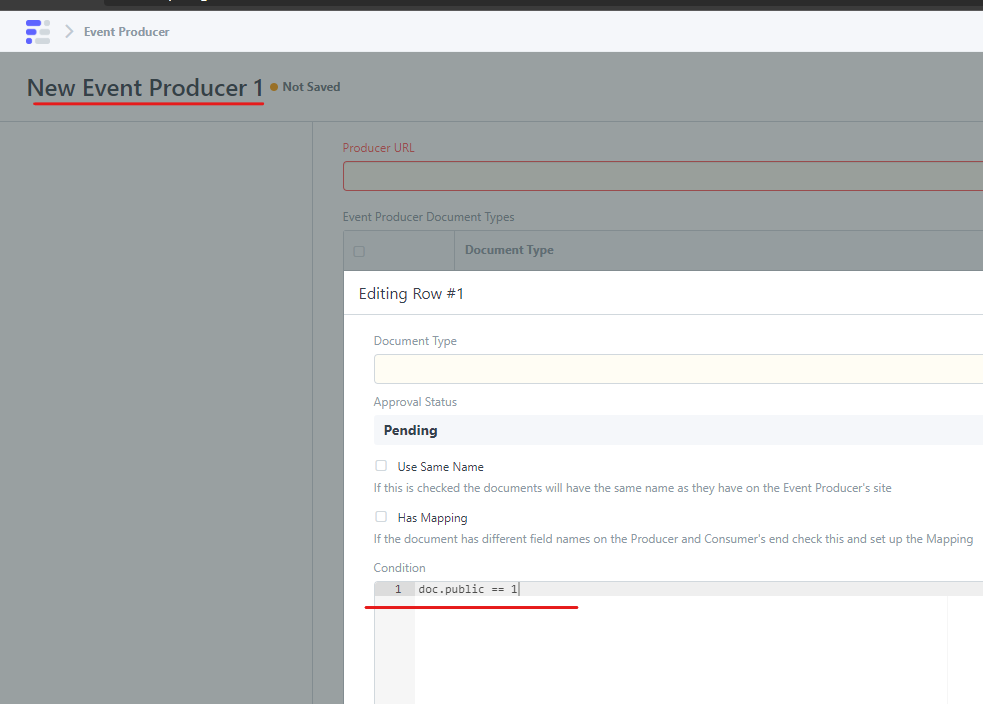 Event Producer
New Event Producer 1 Not Saved
Producer URL
Event Producer Document Types
Document Type
Editing Row #1
Document Type
Approval Status
Pending
Use Same Name
If this is checked the documents will have the same name as they have on the Event Producer's site
Has Mapping
If the document has different field names on the Producer and Consumer's end check this and set up the Mapping
Condition
1 doc.public == 1